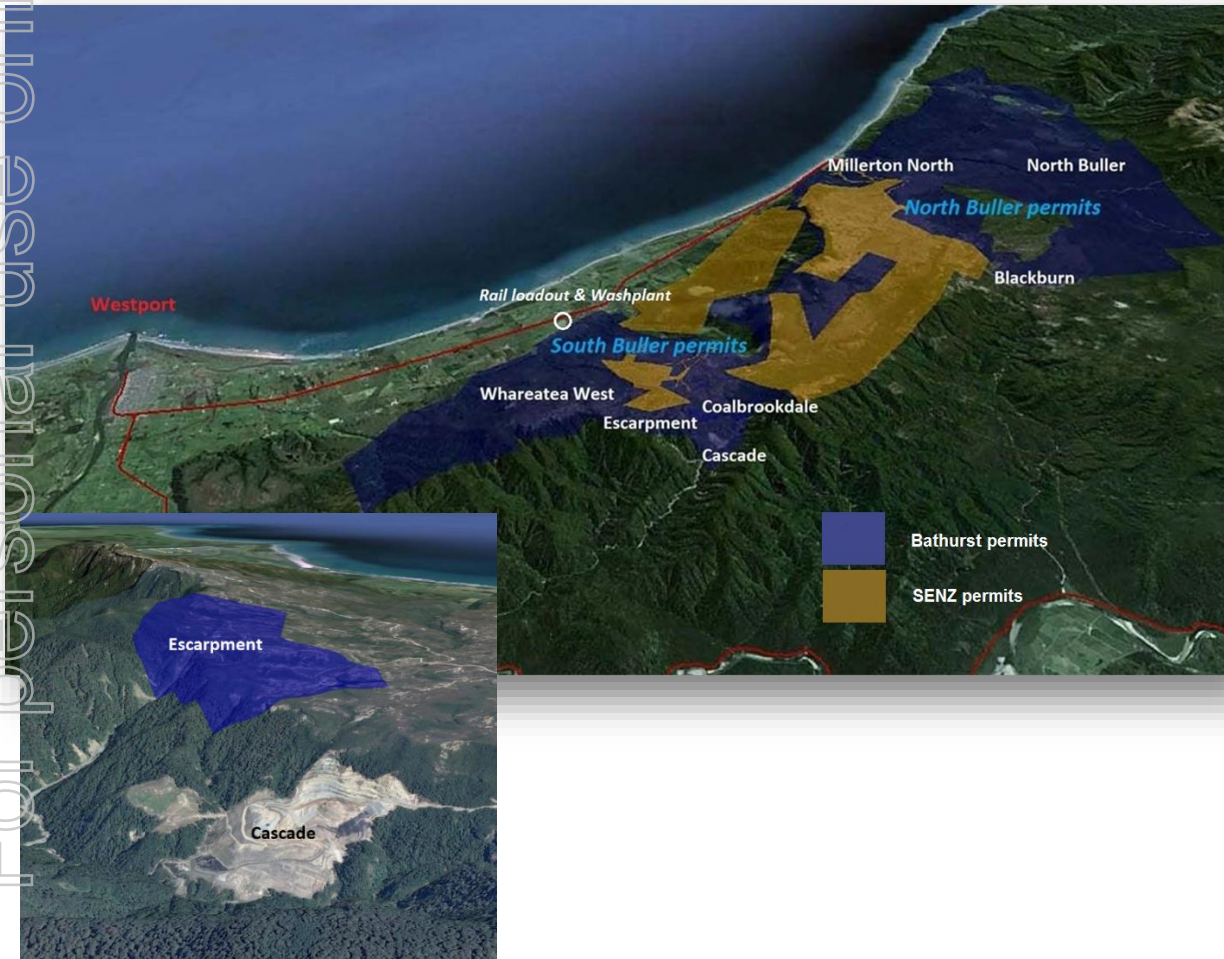 For personal use only
Millerton North
North Buller
North Buller permits
Blackburn
Westport
Rail loadout & Washplant
South Buller permits
Whareatea West
Coalbrookdale
Escarpment
Cascade
Bathurst permits
SENZ permits
Escarpment
Cascade